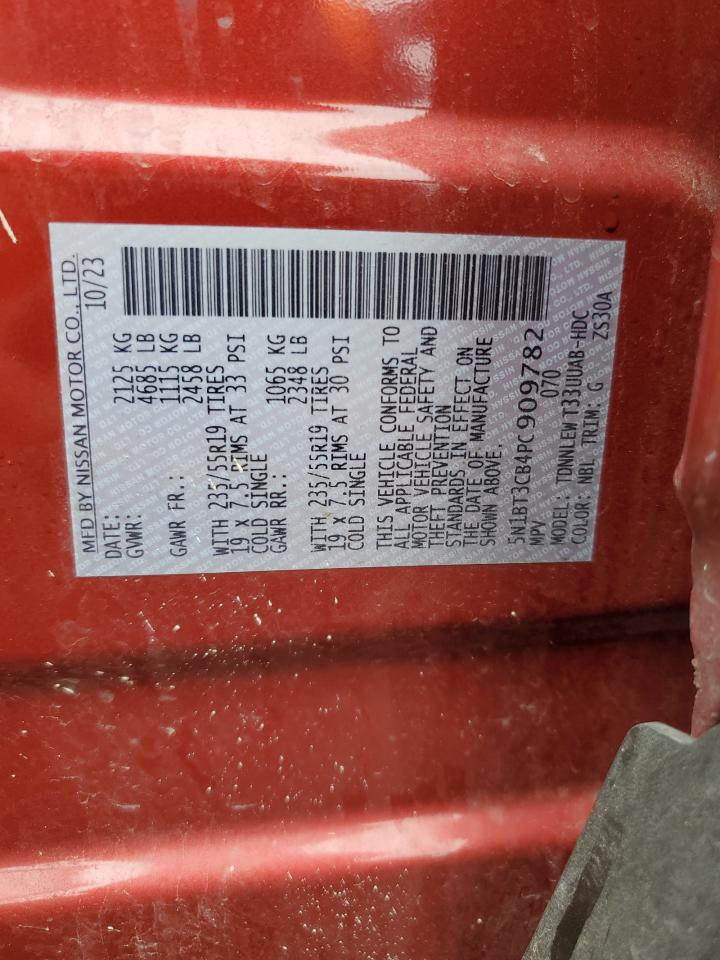 MFD BY NISSAN MOTOR CO., LTD.
DATE: 10/23
GVWR: 2125 KG
4685 LB
GAWR FR.: 1115 KG
2458 LB
WITH 235/55R19 TIRES
19 X 7.5 RIMS AT 33 PSI
COLD SINGLE
GAWR RR.: 1065 KG
2348 LB
WITH 235/55R19 TIRES
19 X 7.5 RIMS AT 30 PSI
COLD SINGLE
THIS VEHICLE CONFORMS TO
ALL APPLICABLE FEDERAL
MOTOR VEHICLE SAFETY AND
THEFT PREVENTION
STANDARDS IN EFFECT ON
THE DATE OF MANUFACTURE
SHOWN ABOVE.
5N1BT3CB4PC909782
MPV 070
MODEL: TDNNLEW T33UUAB-HDC
COLOR: NBL TRIM: G ZS30A